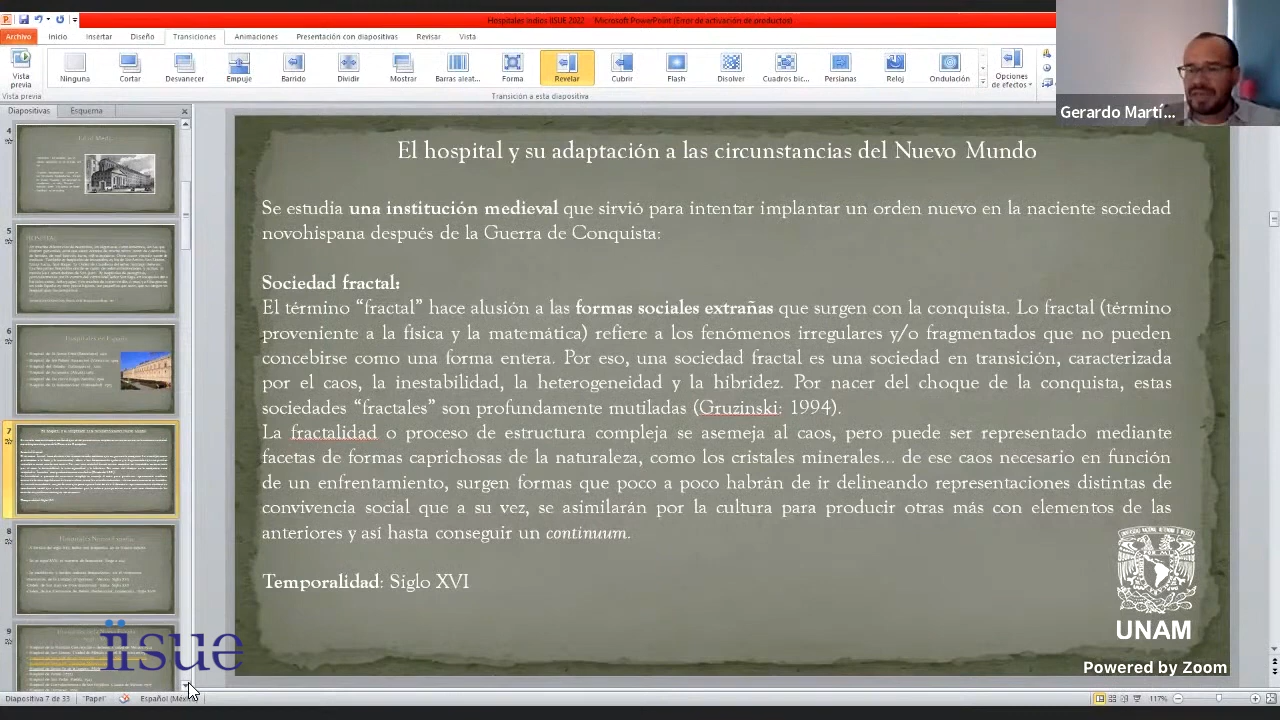 Hospitales Indios IISUE 2022 - Microsoft PowerPoint (Error de activación de productos)
Archivo Inicio Insertar Diseño Transiciones Animaciones Presentación con diapositivas Revisar Vista
Vista previa
Ninguna Cortar Desvanecer Empuje Barrido Dividir Mostrar Barras aleat... Forma Revelar Cubrir Flash Disolver Cuadros bic... Persianas Reloj Ondulación
Opciones de efectos
Vista previa Transición a esta diapositiva
Gerardo Martí...
Diapositivas Esquema
4
5
6
7
8
9
El hospital y su adaptación a las circunstancias del Nuevo Mundo
Se estudia una institución medieval que sirvió para intentar implantar un orden nuevo en la naciente sociedad
novohispana después de la Guerra de Conquista:
Sociedad fractal:
El término “fractal” hace alusión a las formas sociales extrañas que surgen con la conquista. Lo fractal (término
proveniente a la física y la matemática) refiere a los fenómenos irregulares y/o fragmentados que no pueden
concebirse como una forma entera. Por eso, una sociedad fractal es una sociedad en transición, caracterizada
por el caos, la inestabilidad, la heterogeneidad y la hibridez. Por nacer del choque de la conquista, estas
sociedades “fractales” son profundamente mutiladas (Gruzinski: 1994).
La fractalidad o proceso de estructura compleja se asemeja al caos, pero puede ser representado mediante
facetas de formas caprichosas de la naturaleza, como los cristales minerales de ese caos necesario en función
de un enfrentamiento, surgen formas que poco a poco habrán de ir delineando representaciones distintas de
convivencia social que a su vez, se asimilarán por la cultura para producir otras más con elementos de las
anteriores y así hasta conseguir un continuum.
Temporalidad: Siglo XVI
UNAM
iisue
Powered by Zoom
Diapositiva 7 de 33 "Papel" Español (Méx 117%